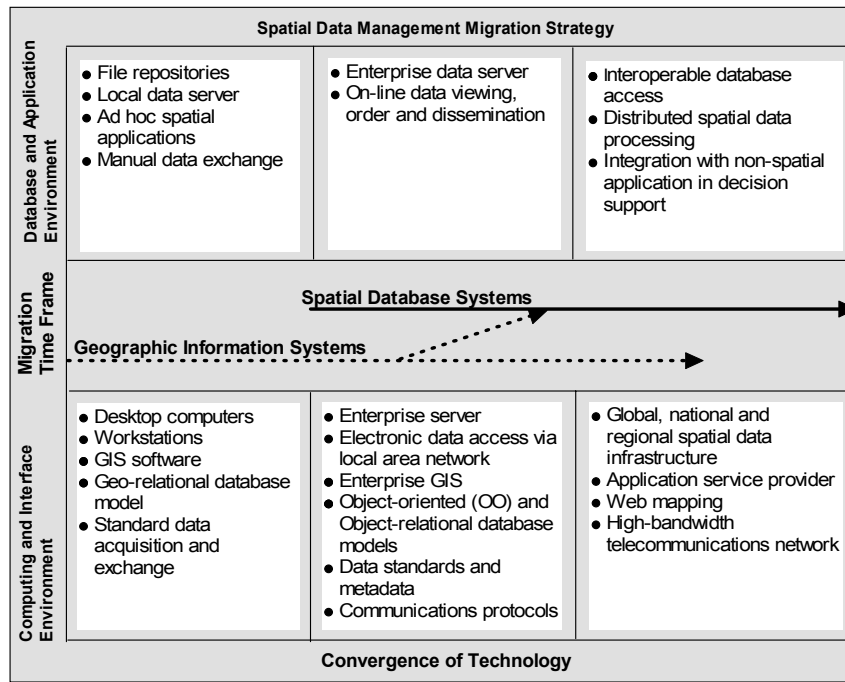 Spatial Data Management Migration Strategy
Database and Application
Environment
● File repositories
● Local data server
● Ad hoc spatial
applications
● Manual data exchange
● Enterprise data server
● On-line data viewing,
order and dissemination
● Interoperable database
access
● Distributed spatial data
processing
● Integration with non-spatial
application in decision
support
Migration
Time Frame
Spatial Database Systems
Geographic Information Systems
Computing and Interface
Environment
● Desktop computers
● Workstations
● GIS software
● Geo-relational database
model
● Standard data
acquisition and
exchange
● Enterprise server
● Electronic data access via
local area network
● Enterprise GIS
● Object-oriented (OO) and
● Object-relational database
models
● Data standards and
metadata
● Communications protocols
● Global, national and
regional spatial data
infrastructure
● Application service provider
● Web mapping
● High-bandwidth
telecommunications network
Convergence of Technology